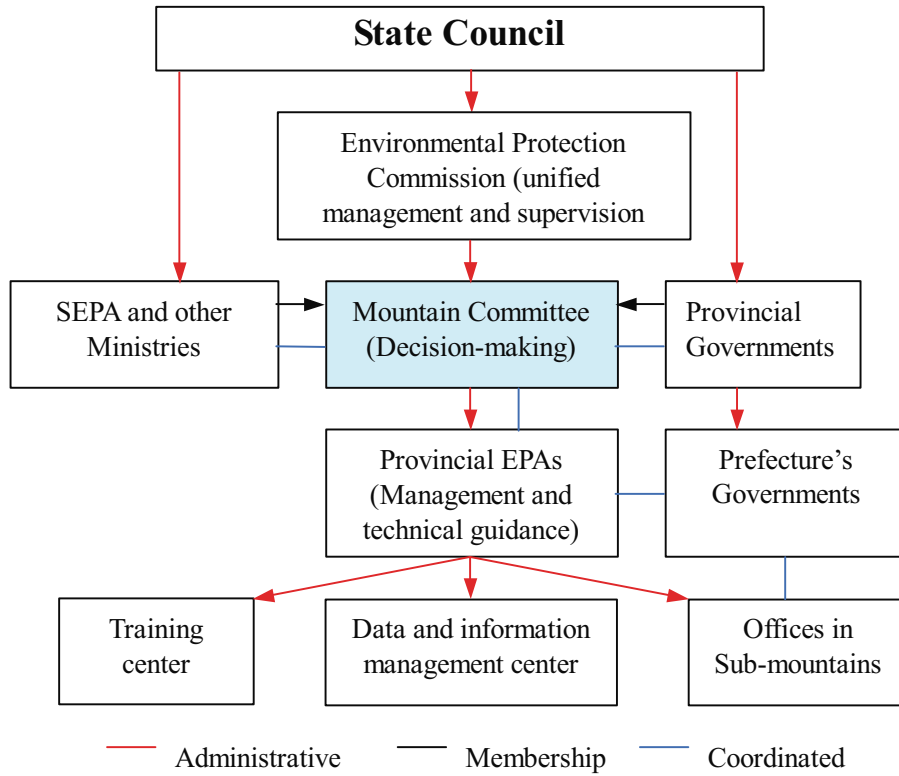 State Council
Environmental Protection
Commission (unified
management and supervision
SEPA and other
Ministries
Mountain Committee
(Decision-making)
Provincial
Governments
Provincial EPAs
(Management and
technical guidance)
Prefecture’s
Governments
Training
center
Data and information
management center
Offices in
Sub-mountains
Administrative
Membership
Coordinated